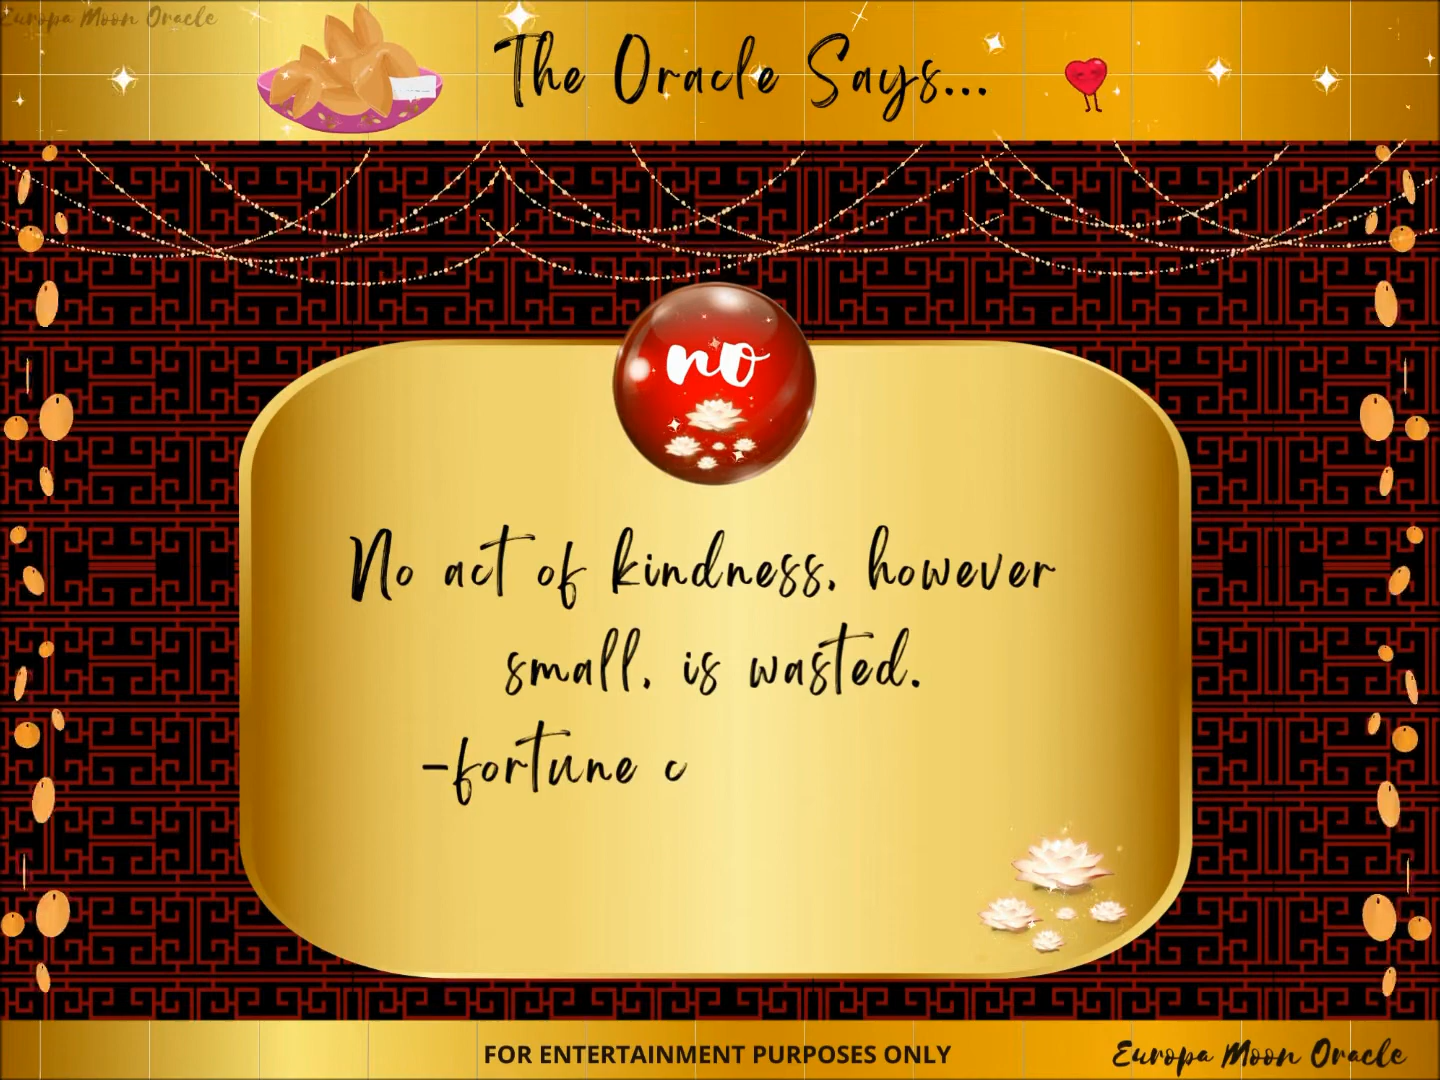 Europa Moon Oracle
The Oracle Says...
no
No act of kindness, however
small, is wasted.
-fortune c
FOR ENTERTAINMENT PURPOSES ONLY
Europa Moon Oracle